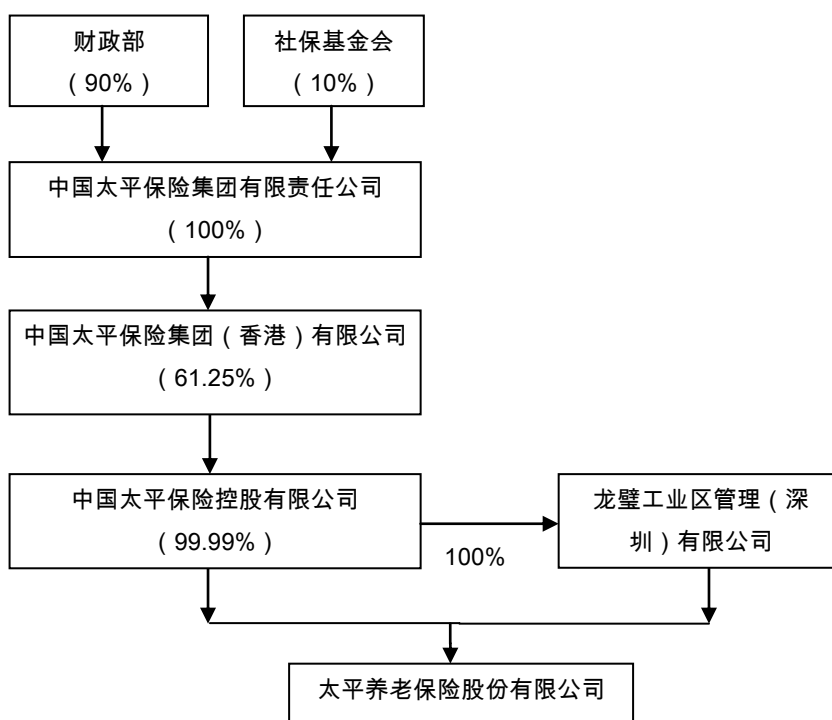 财政部
（90%）
社保基金会
（10%）
中国太平保险集团有限责任公司
（100%）
中国太平保险集团（香港）有限公司
（61.25%）
中国太平保险控股有限公司
（99.99%）
100%
龙璧工业区管理（深
圳）有限公司
太平养老保险股份有限公司